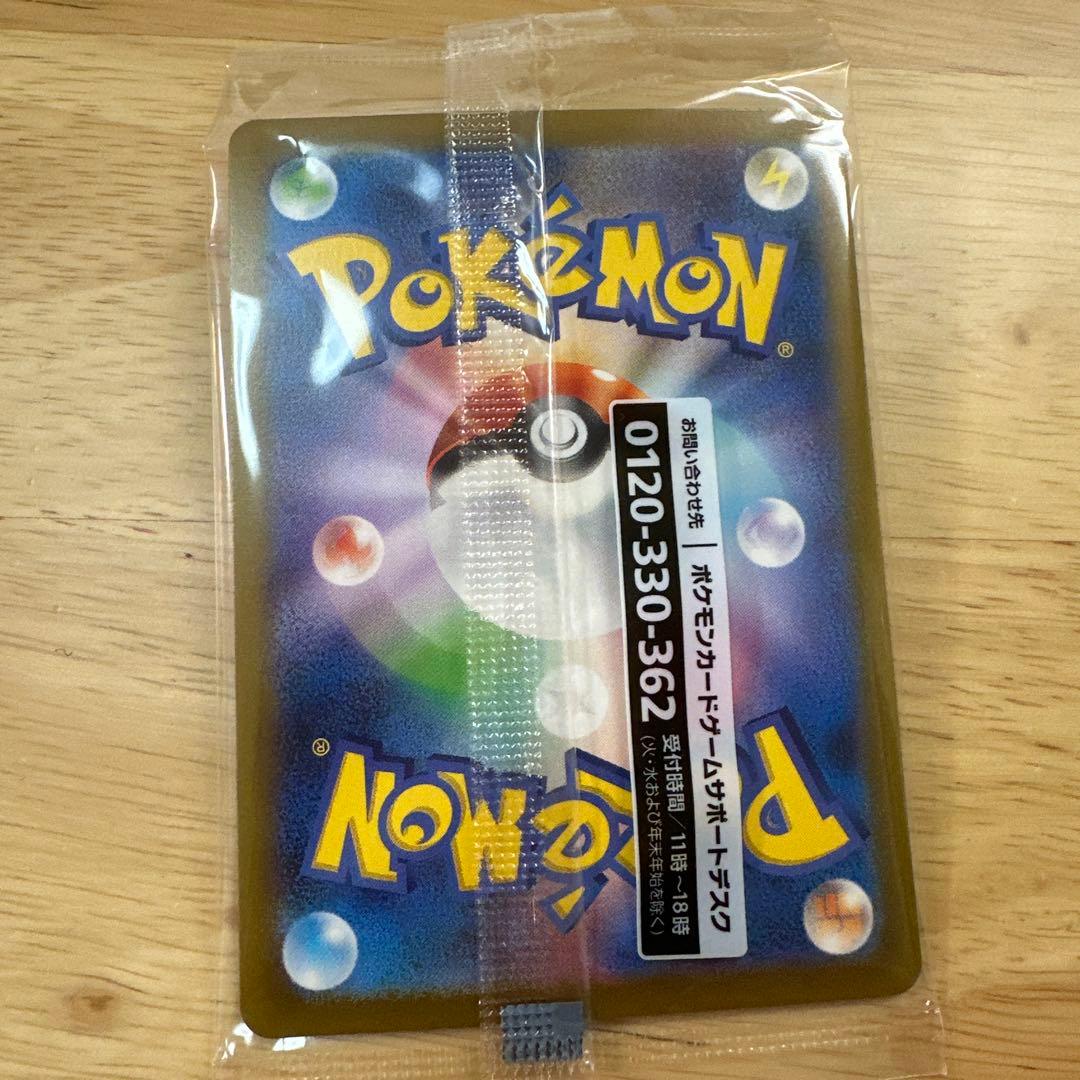 POKéMON
®
お問い合わせ先 | ポケモンカードゲームサポートデスク
0120-330-362 受付時間/11時~18時
(火・水および年末年始を除く)
POKéMON
®